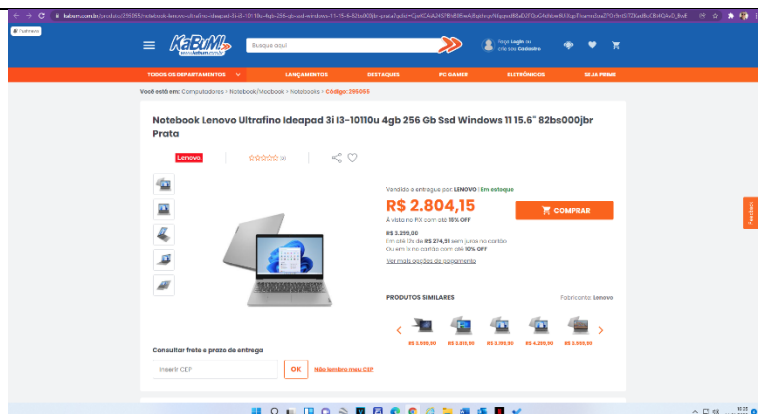 KaBuM!
Busque aqui
Faça Login ou
crie seu Cadastro
TODOS OS DEPARTAMENTOS
LANÇAMENTOS
DESTAQUES
PC GAMER
ELETRÔNICOS
SEJA PRIME
Você está em: Computadores > Notebook/Macbook > Notebooks > Código: 295055
Notebook Lenovo Ultrafino Ideapad 3i I3-10110u 4gb 256 Gb Ssd Windows 11 15.6" 82bs000jbr
Prata
Lenovo
Vendido e entregue por: LENOVO | Em estoque
R$ 2.804,15
À vista no PIX com até 15% OFF
COMPRAR
R$ 3.299,00
Em até 12x de R$ 274,91 sem juros no cartão
Ou em 1x no cartão com até 10% OFF
Ver mais opções de pagamento
PRODUTOS SIMILARES
Fabricante: Lenovo
Consultar frete e prazo de entrega
Inserir CEP
OK
Não lembro meu CEP
Feedback